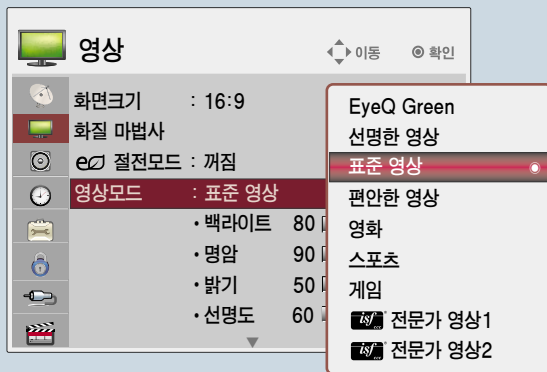 영상
이동 확인
화면크기 : 16:9
화질 마법사
eco 절전모드 : 꺼짐
영상모드 : 표준 영상
• 백라이트 80
• 명암 90
• 밝기 50
• 선명도 60
EyeQ Green
선명한 영상
표준 영상
편안한 영상
영화
스포츠
게임
isf ccc 전문가 영상1
isf ccc 전문가 영상2